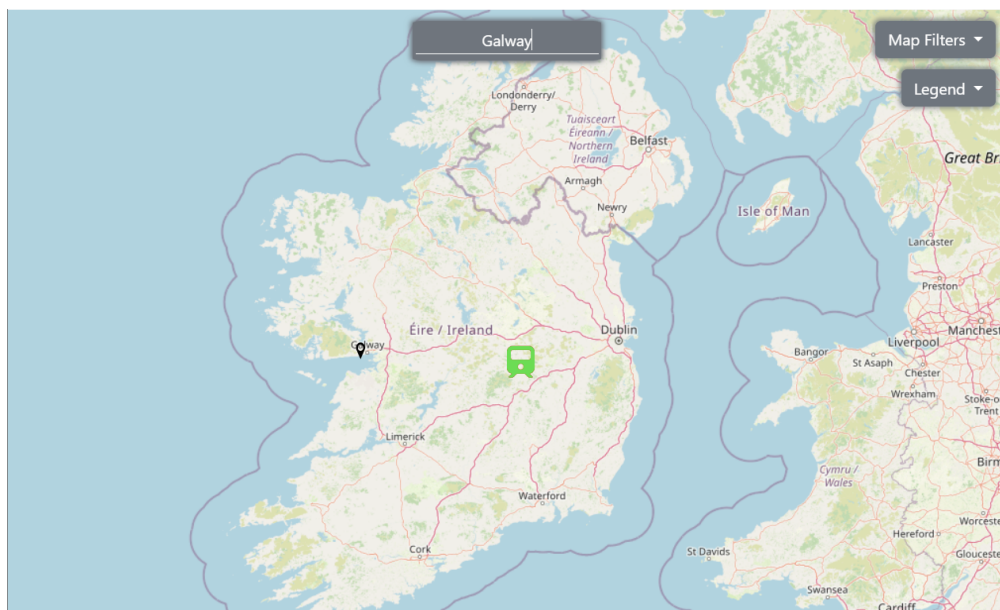 Galway
Map Filters
Legend
Londonderry/
Derry
Tuaisceart
Éireann /
Northern
Ireland
Belfast
Armagh
Newry
Isle of Man
Great Br
Lancaster
Preston
Éire / Ireland
Dublin
Galway
Manchest
Liverpool
Bangor
St Asaph
Chester
Wrexham
Stoke-o
Trent
Limerick
Cymru /
Wales
Birm
Waterford
Worceste
Hereford
Cork
St Davids
Glouceste
Swansea
Cardiff